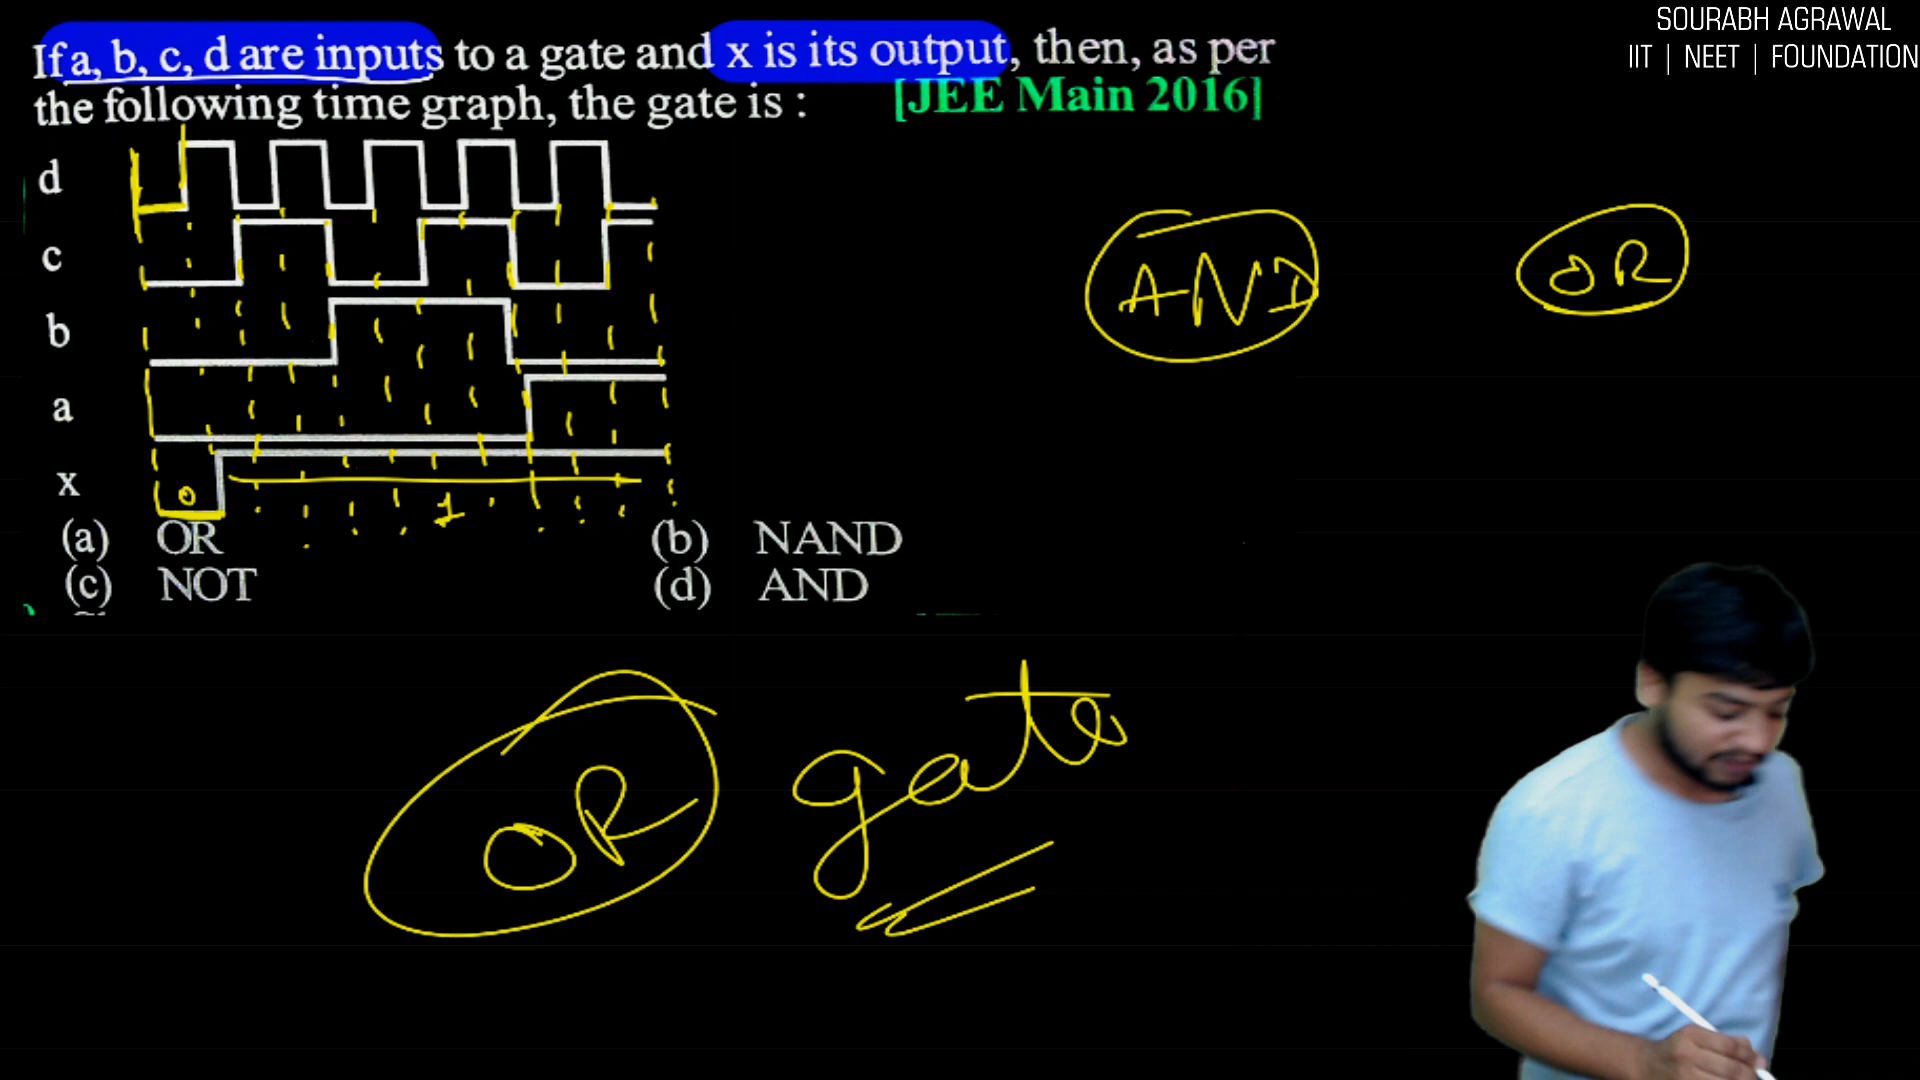 SOURABH AGRAWAL
IIT | NEET | FOUNDATION
If a, b, c, d are inputs to a gate and x is its output, then, as per
the following time graph, the gate is :
[JEE Main 2016]
d
c
b
a
x
0
1
(a) OR
(b) NAND
(c) NOT
(d) AND
AND
OR
OR gate